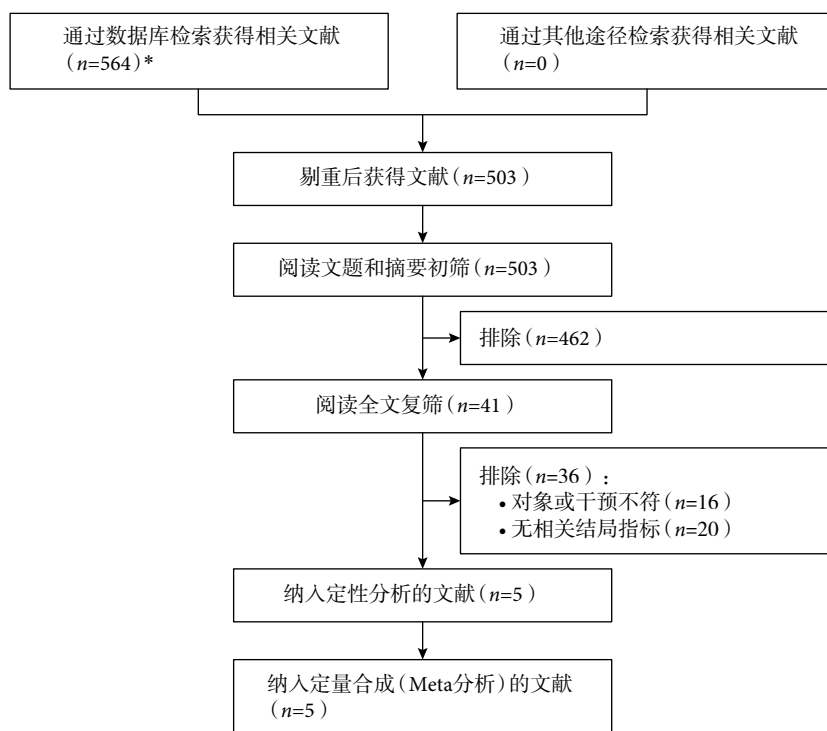 通过数据库检索获得相关文献
（n=564）*
通过其他途径检索获得相关文献
（n=0）
剔重后获得文献（n=503）
阅读文题和摘要初筛（n=503）
排除（n=462）
阅读全文复筛（n=41）
排除（n=36）：
• 对象或干预不符（n=16）
• 无相关结局指标（n=20）
纳入定性分析的文献（n=5）
纳入定量合成（Meta分析）的文献
（n=5）